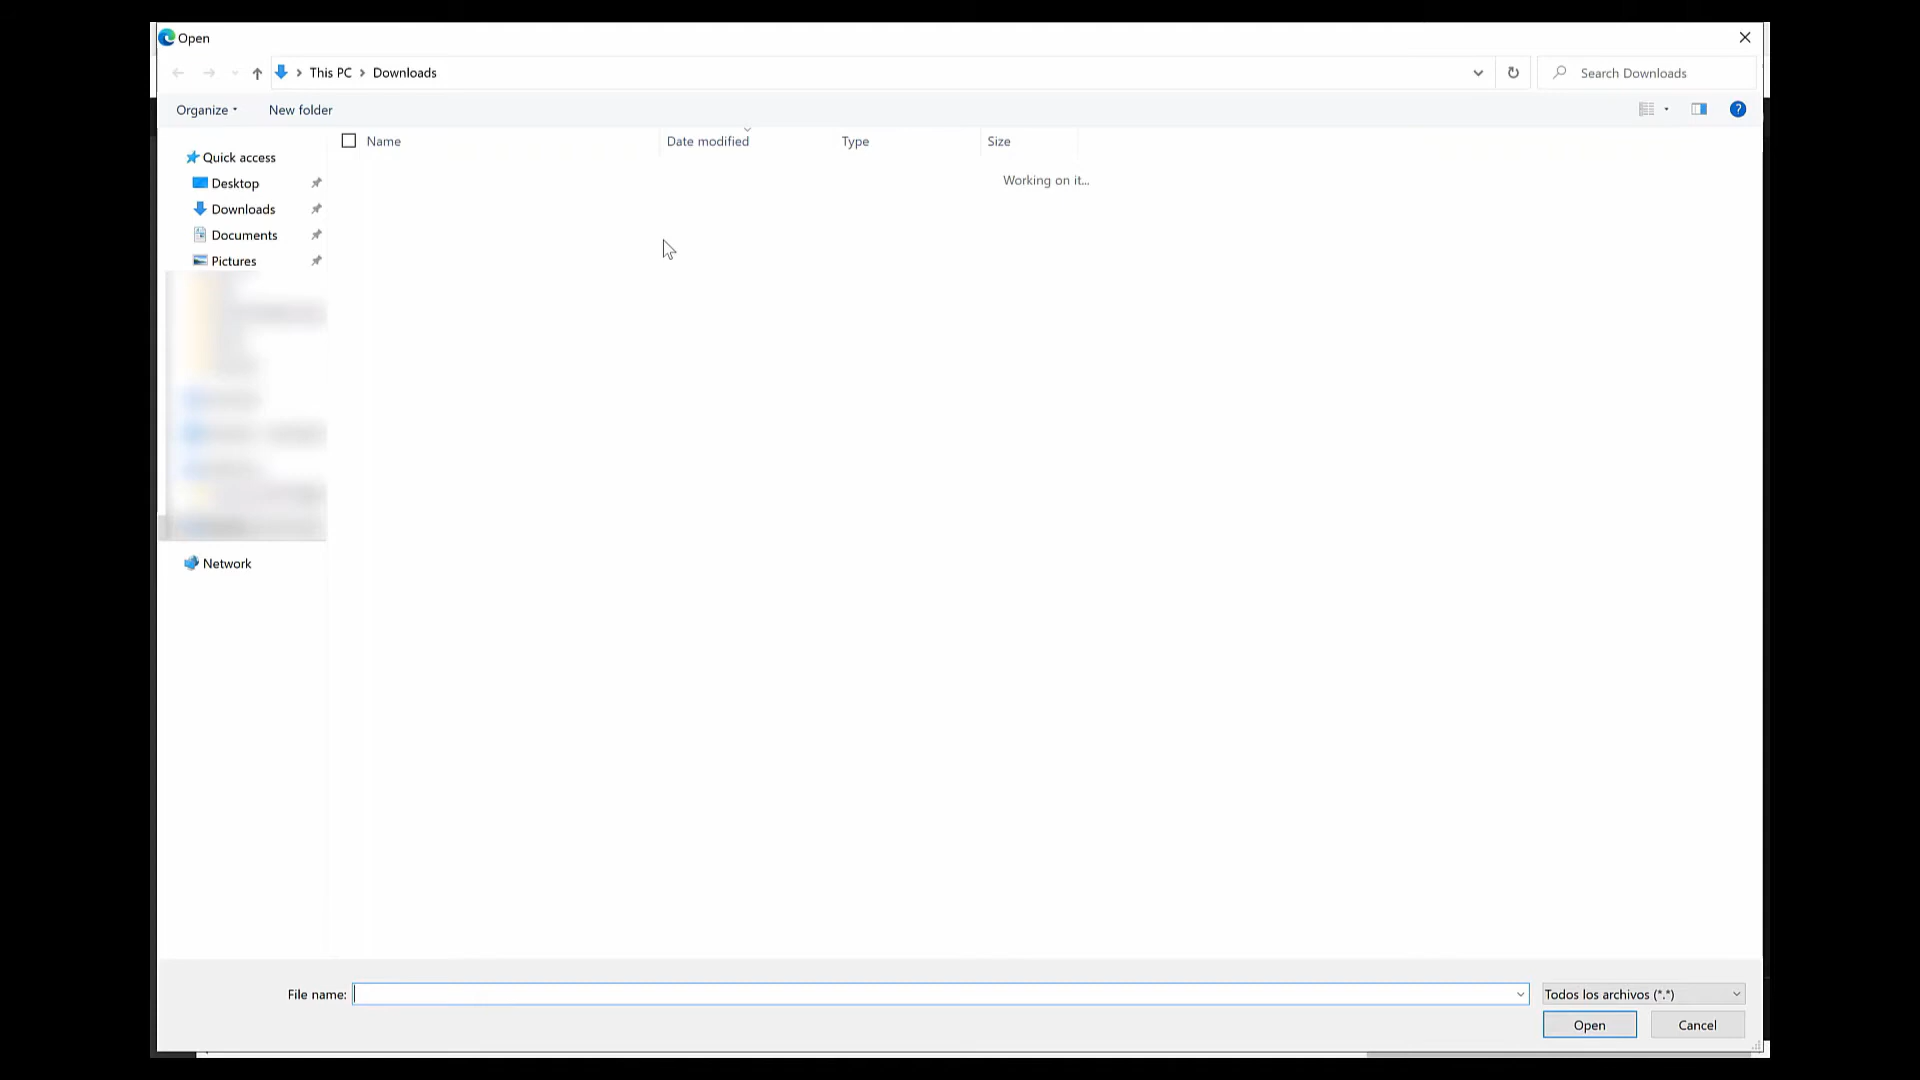 Open
This PC
Downloads
Search Downloads
Organize
New folder
Name
Date modified
Type
Size
Working on it...
Quick access
Desktop
Downloads
Documents
Pictures
Network
File name:
Todos los archivos (*.*)
Open
Cancel